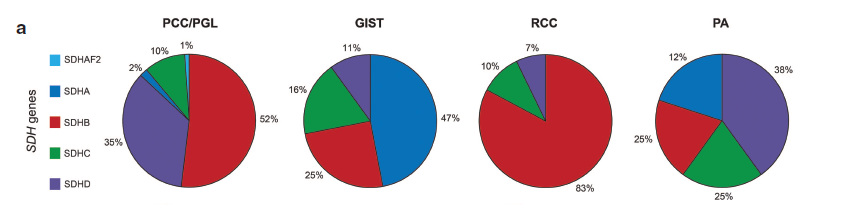 a
PCC/PGL
GIST
RCC
PA
SDH genes
SDHAF2
SDHA
SDHB
SDHC
SDHD
1%
10%
2%
35%
52%
11%
16%
25%
47%
7%
10%
83%
12%
38%
25%
25%